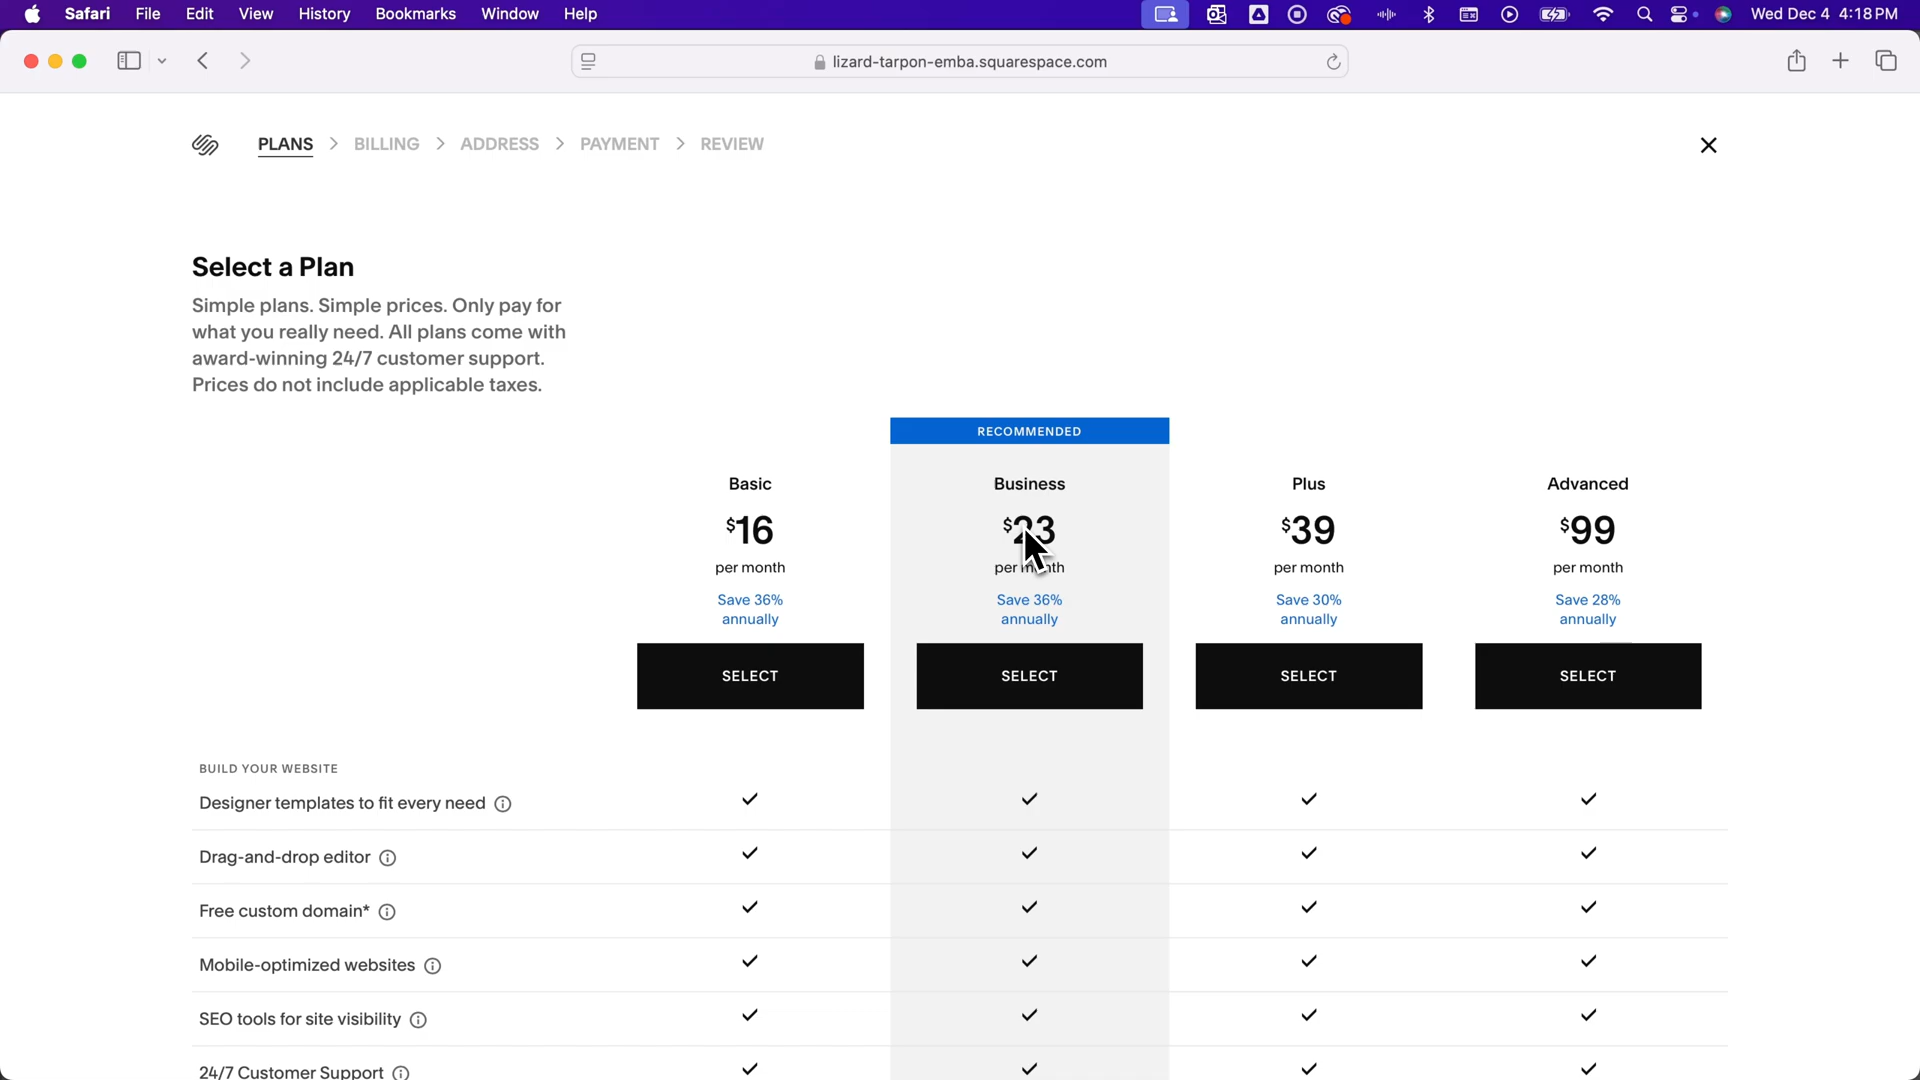 Safari File Edit View History Bookmarks Window Help Wed Dec 4 4:18 PM
lizard-tarpon-emba.squarespace.com
PLANS > BILLING > ADDRESS > PAYMENT > REVIEW
Select a Plan
Simple plans. Simple prices. Only pay for
what you really need. All plans come with
award-winning 24/7 customer support.
Prices do not include applicable taxes.
RECOMMENDED
Basic Business Plus Advanced
$16 $23 $39 $99
per month per month per month per month
Save 36% Save 36% Save 30% Save 28%
annually annually annually annually
SELECT SELECT SELECT SELECT
BUILD YOUR WEBSITE
Designer templates to fit every need
Drag-and-drop editor
Free custom domain*
Mobile-optimized websites
SEO tools for site visibility
24/7 Customer Support